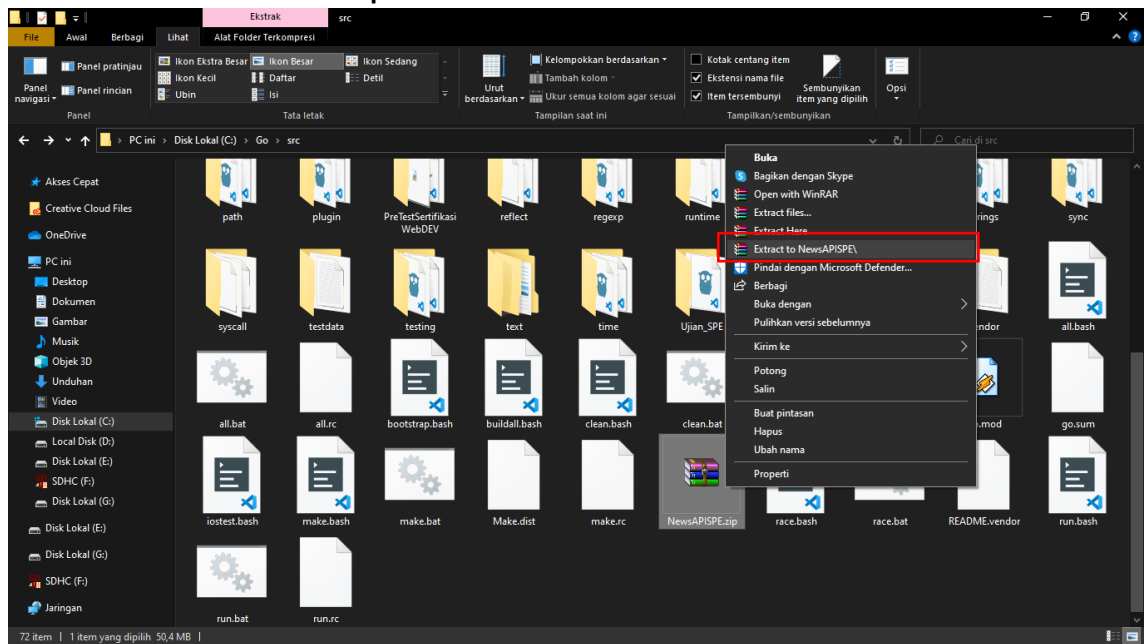 Ekstrak
src
File
Awal
Berbagi
Lihat
Alat Folder Terkompresi
Panel navigasi
Panel pratinjau
Panel rincian
Panel
Ikon Ekstra Besar
Ikon Besar
Ikon Sedang
Ikon Kecil
Daftar
Detil
Ubin
Isi
Tata letak
Urut berdasarkan
Kelompokkan berdasarkan
Tambah kolom
Ukur semua kolom agar sesuai
Tampilan saat ini
Kotak centang item
Ekstensi nama file
Item tersembunyi
Sembunyikan item yang dipilih
Tampilkan/sembunyikan
Opsi
PC ini > Disk Lokal (C:) > Go > src
Cari di src
Akses Cepat
Creative Cloud Files
OneDrive
PC ini
Desktop
Dokumen
Gambar
Musik
Objek 3D
Unduhan
Video
Disk Lokal (C:)
Local Disk (D:)
Disk Lokal (E:)
SDHC (F:)
Disk Lokal (G:)
Disk Lokal (E:)
Disk Lokal (G:)
SDHC (F:)
Jaringan
path
plugin
PreTestSertifikasi
WebDEV
reflect
regexp
runtime
rings
sync
syscall
testdata
testing
text
time
Ujian_SPE
endor
all.bash
all.bat
all.rc
bootstrap.bash
buildall.bash
clean.bash
clean.bat
.mod
go.sum
iostest.bash
make.bash
make.bat
Make.dist
make.rc
NewsAPISPE.zip
race.bash
race.bat
README.vendor
run.bash
run.bat
run.rc
Buka
Bagikan dengan Skype
Open with WinRAR
Extract files...
Extract Here
Extract to NewsAPISPE\
Pindai dengan Microsoft Defender...
Berbagi
Buka dengan
Pulihkan versi sebelumnya
Kirim ke
Potong
Salin
Buat pintasan
Hapus
Ubah nama
Properti
72 item | 1 item yang dipilih 50,4 MB |